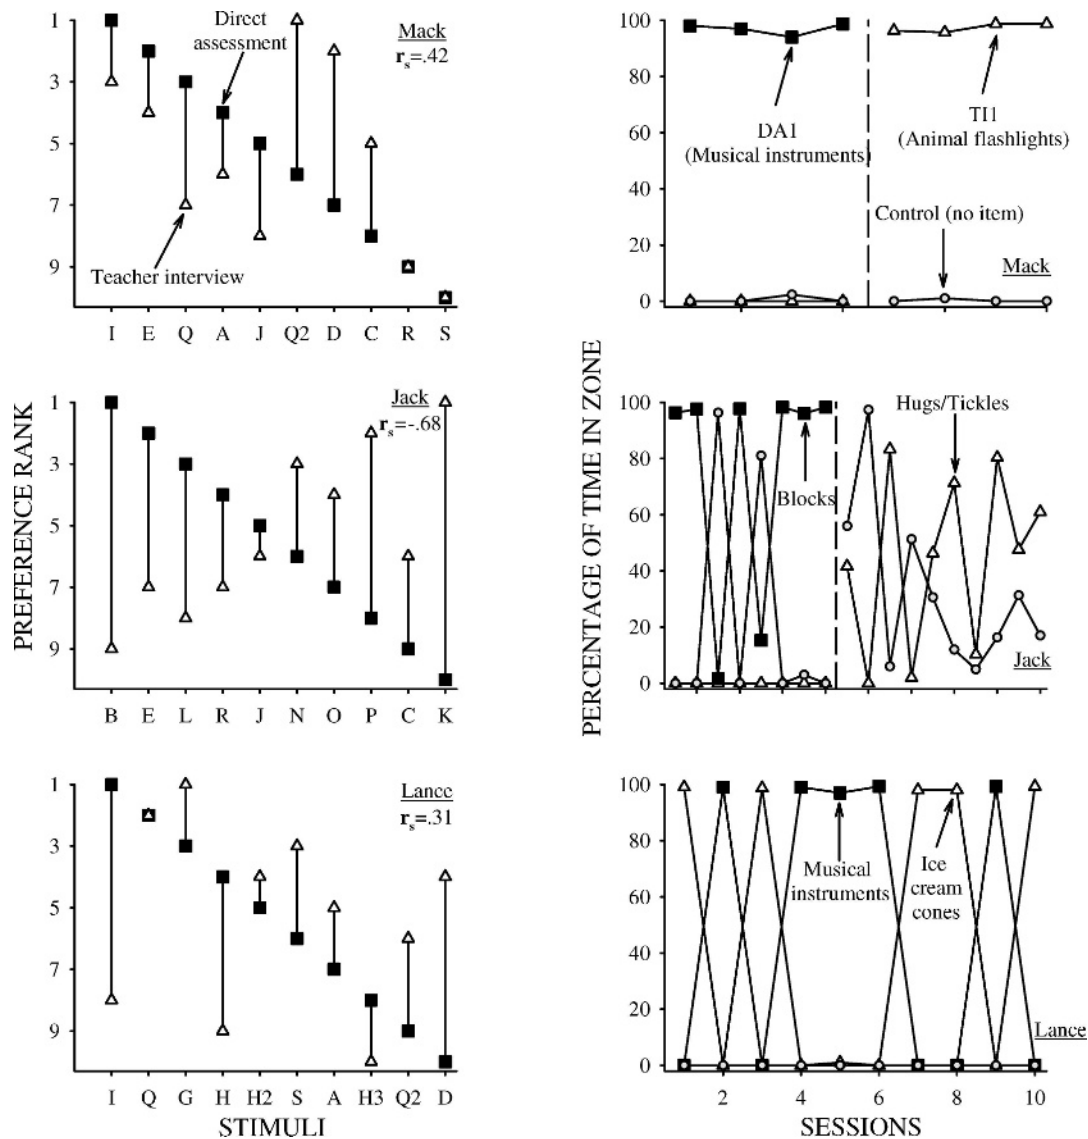 1
3
5
7
9
Direct
assessment
Mack
rs=.42
Teacher interview
I E Q A J Q2 D C R S
100
80
60
40
20
0
DA1
(Musical instruments)
TI1
(Animal flashlights)
Control (no item)
Mack
PREFERENCE RANK
1
3
5
7
9
Jack
rs=-.68
B E L R J N O P C K
PERCENTAGE OF TIME IN ZONE
100
80
60
40
20
0
Hugs/Tickles
Blocks
Jack
1
3
5
7
9
Lance
rs=.31
I Q G H H2 S A H3 Q2 D
STIMULI
100
80
60
40
20
0
Musical
instruments
Ice
cream
cones
Lance
2 4 6 8 10
SESSIONS